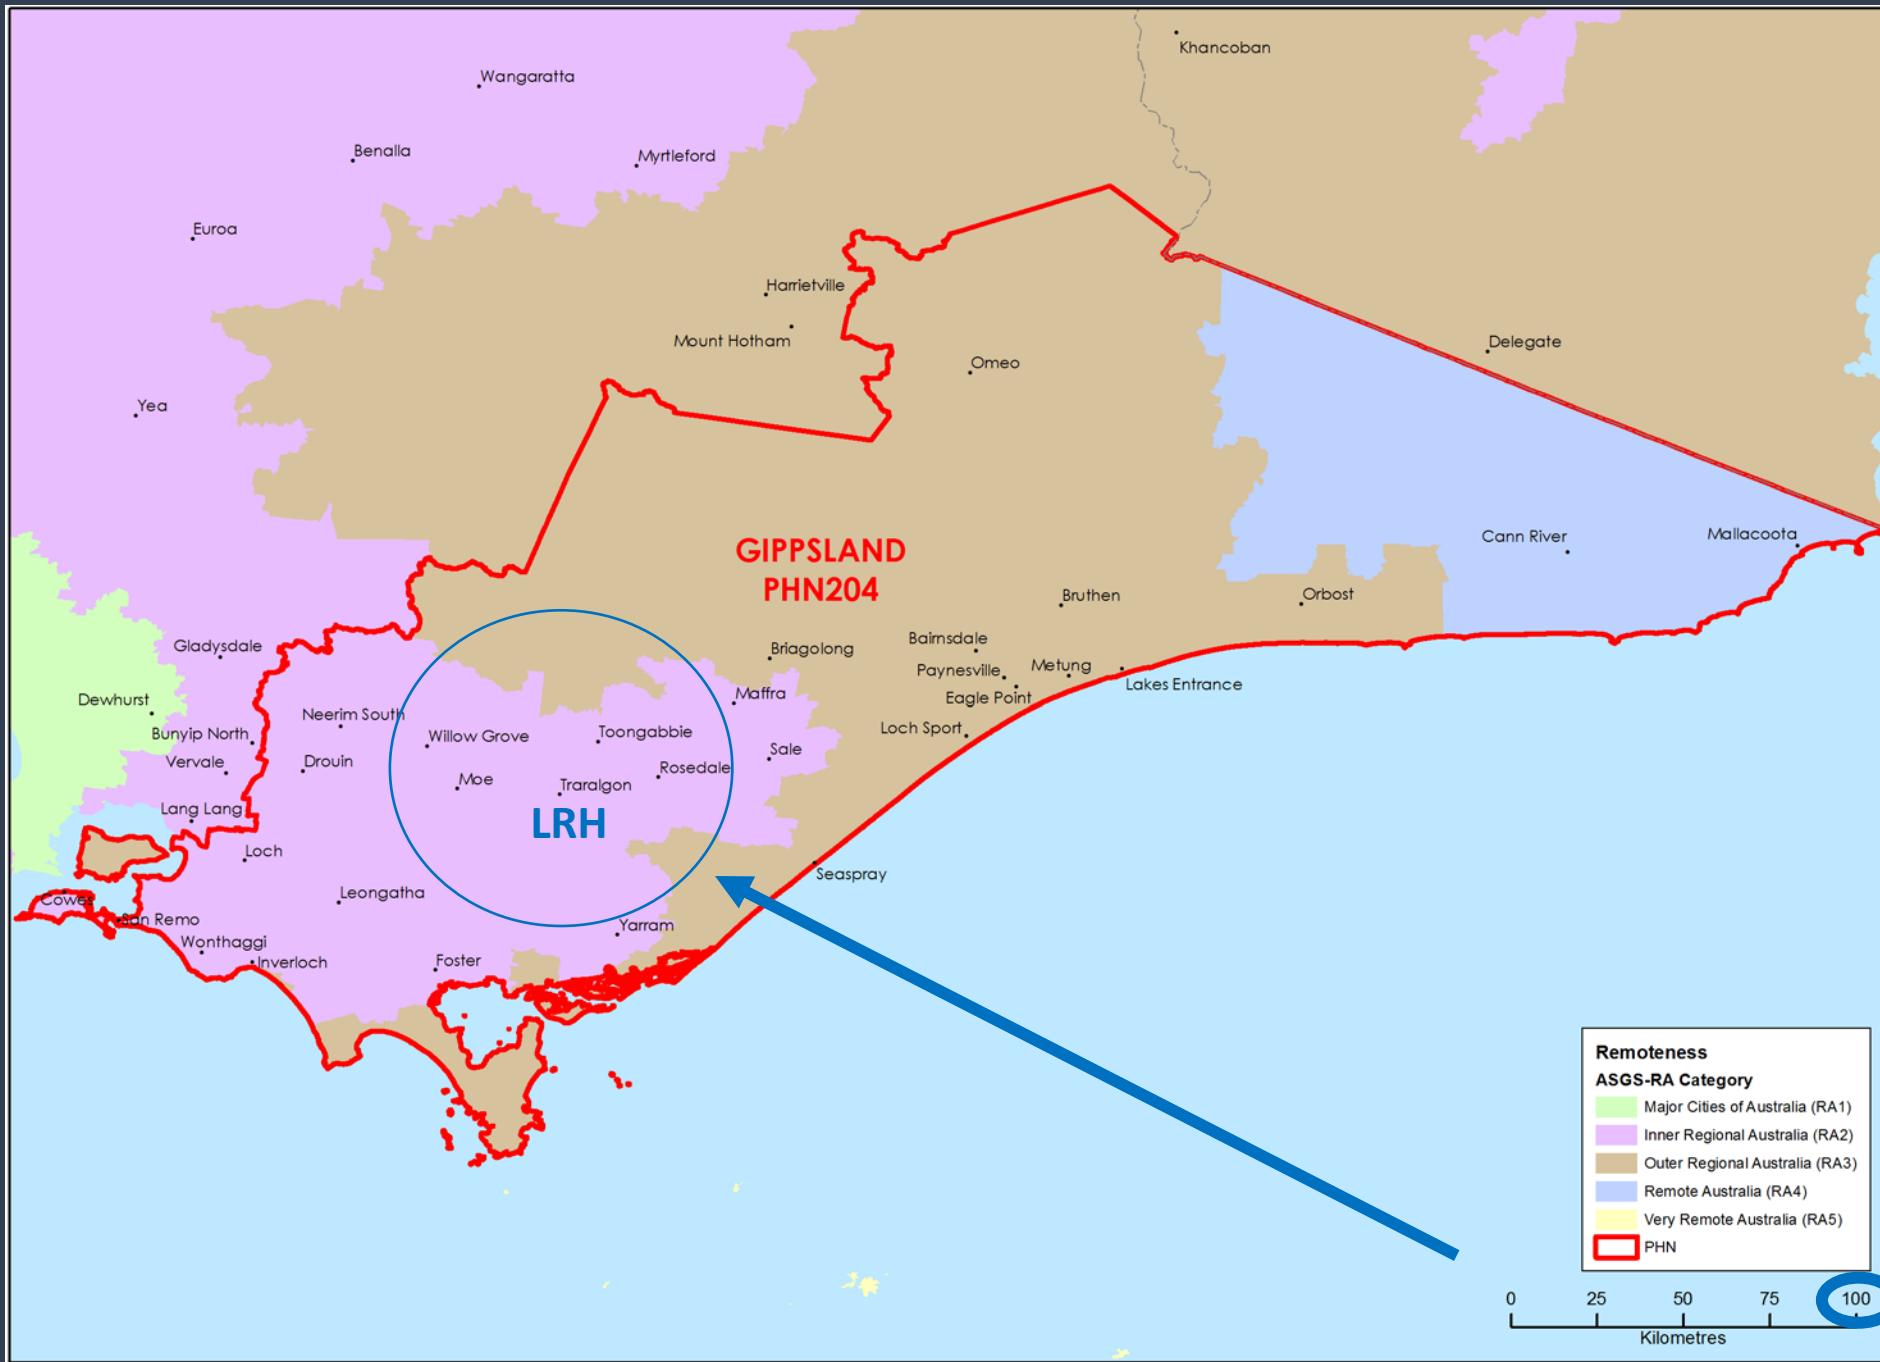 Khancoban
Wangaratta
Benalla
Myrtleford
Euroa
Harrietville
Mount Hotham
Delegate
Omeo
Yea
GIPPSLAND
PHN204
Cann River
Mallacoota
Bruthen
Orbost
Gladysdale
Briagolong
Bairnsdale
Paynesville
Metung
Eagle Point
Lakes Entrance
Dewhurst
Maffra
Neerim South
Bunyip North
Willow Grove
Toongabbie
Loch Sport
Vervale
Drouin
Sale
Moe
Rosedale
Traralgon
Lang Lang
LRH
Loch
Seaspray
Leongatha
Cowes
San Remo
Yarram
Wonthaggi
Inverloch
Foster
Remoteness
ASGS-RA Category
Major Cities of Australia (RA1)
Inner Regional Australia (RA2)
Outer Regional Australia (RA3)
Remote Australia (RA4)
Very Remote Australia (RA5)
PHN
0 25 50 75 100
Kilometres